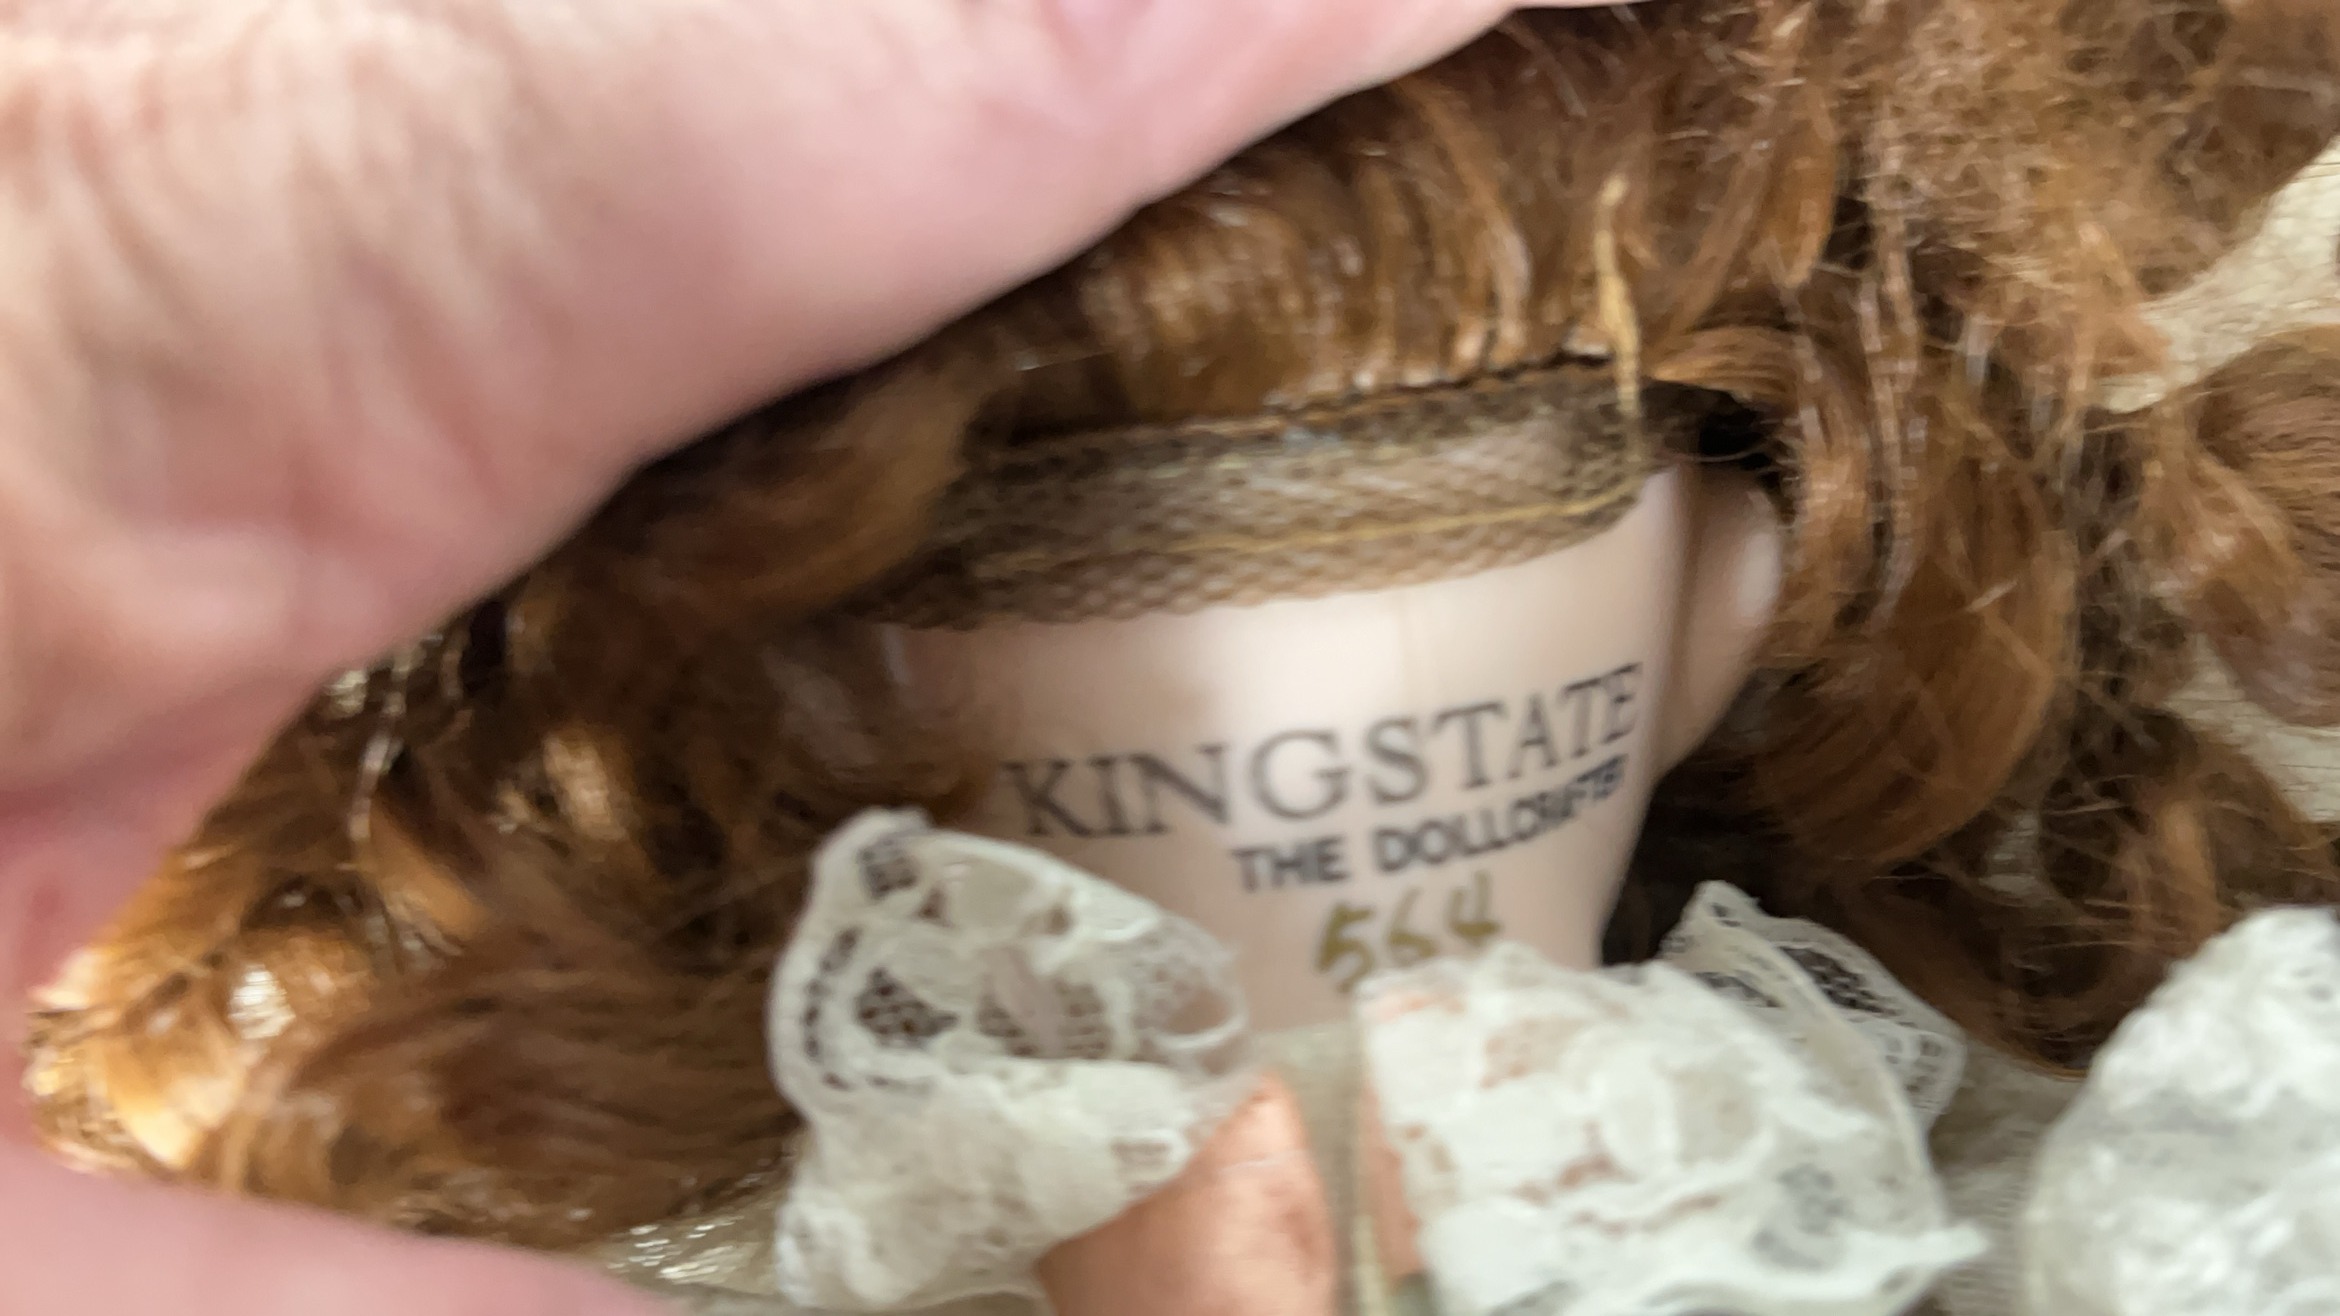 KINGSTATE
THE DOLLCRAFTER
564